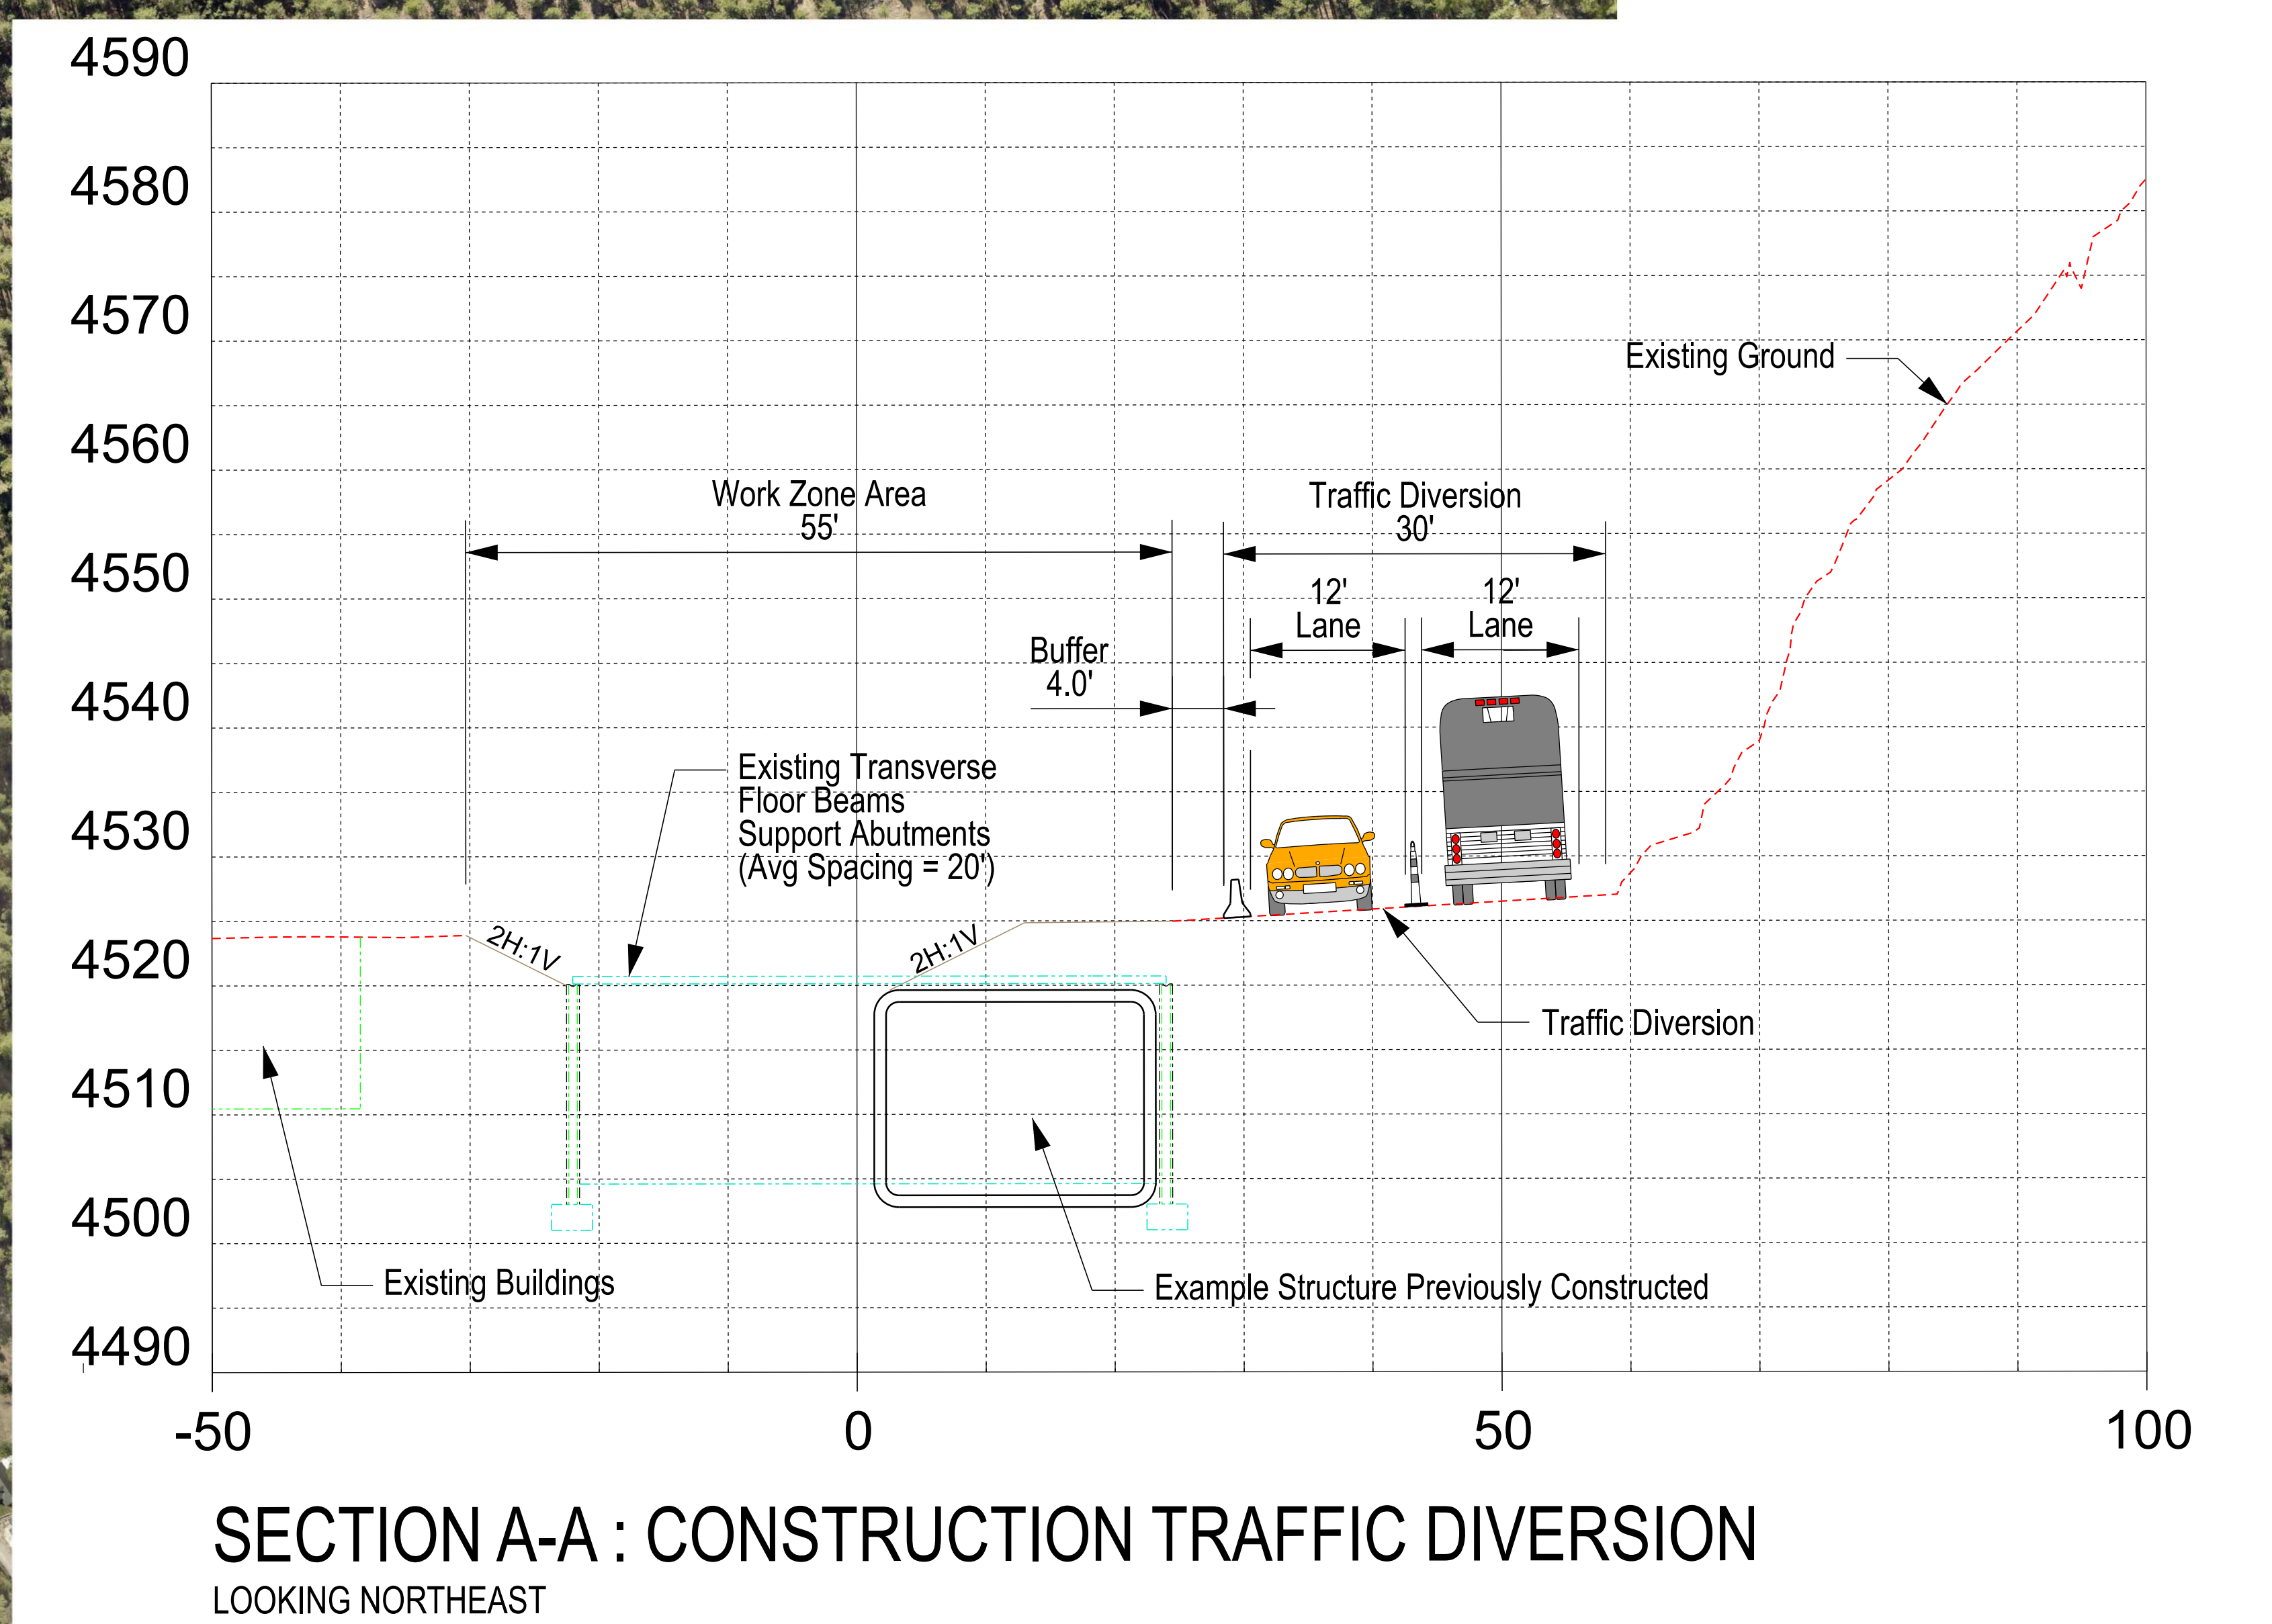 4590
4580
4570
Existing Ground
4560
Work Zone Area
55'
Traffic Diversion
30'
4550
12'
Lane
12'
Lane
Buffer
4.0'
4540
Existing Transverse
Floor Beams
Support Abutments
(Avg Spacing = 20')
4530
2H:1V
2H:1V
4520
Traffic Diversion
4510
4500
Existing Buildings
Example Structure Previously Constructed
4490
-50
0
50
100
SECTION A-A : CONSTRUCTION TRAFFIC DIVERSION
LOOKING NORTHEAST